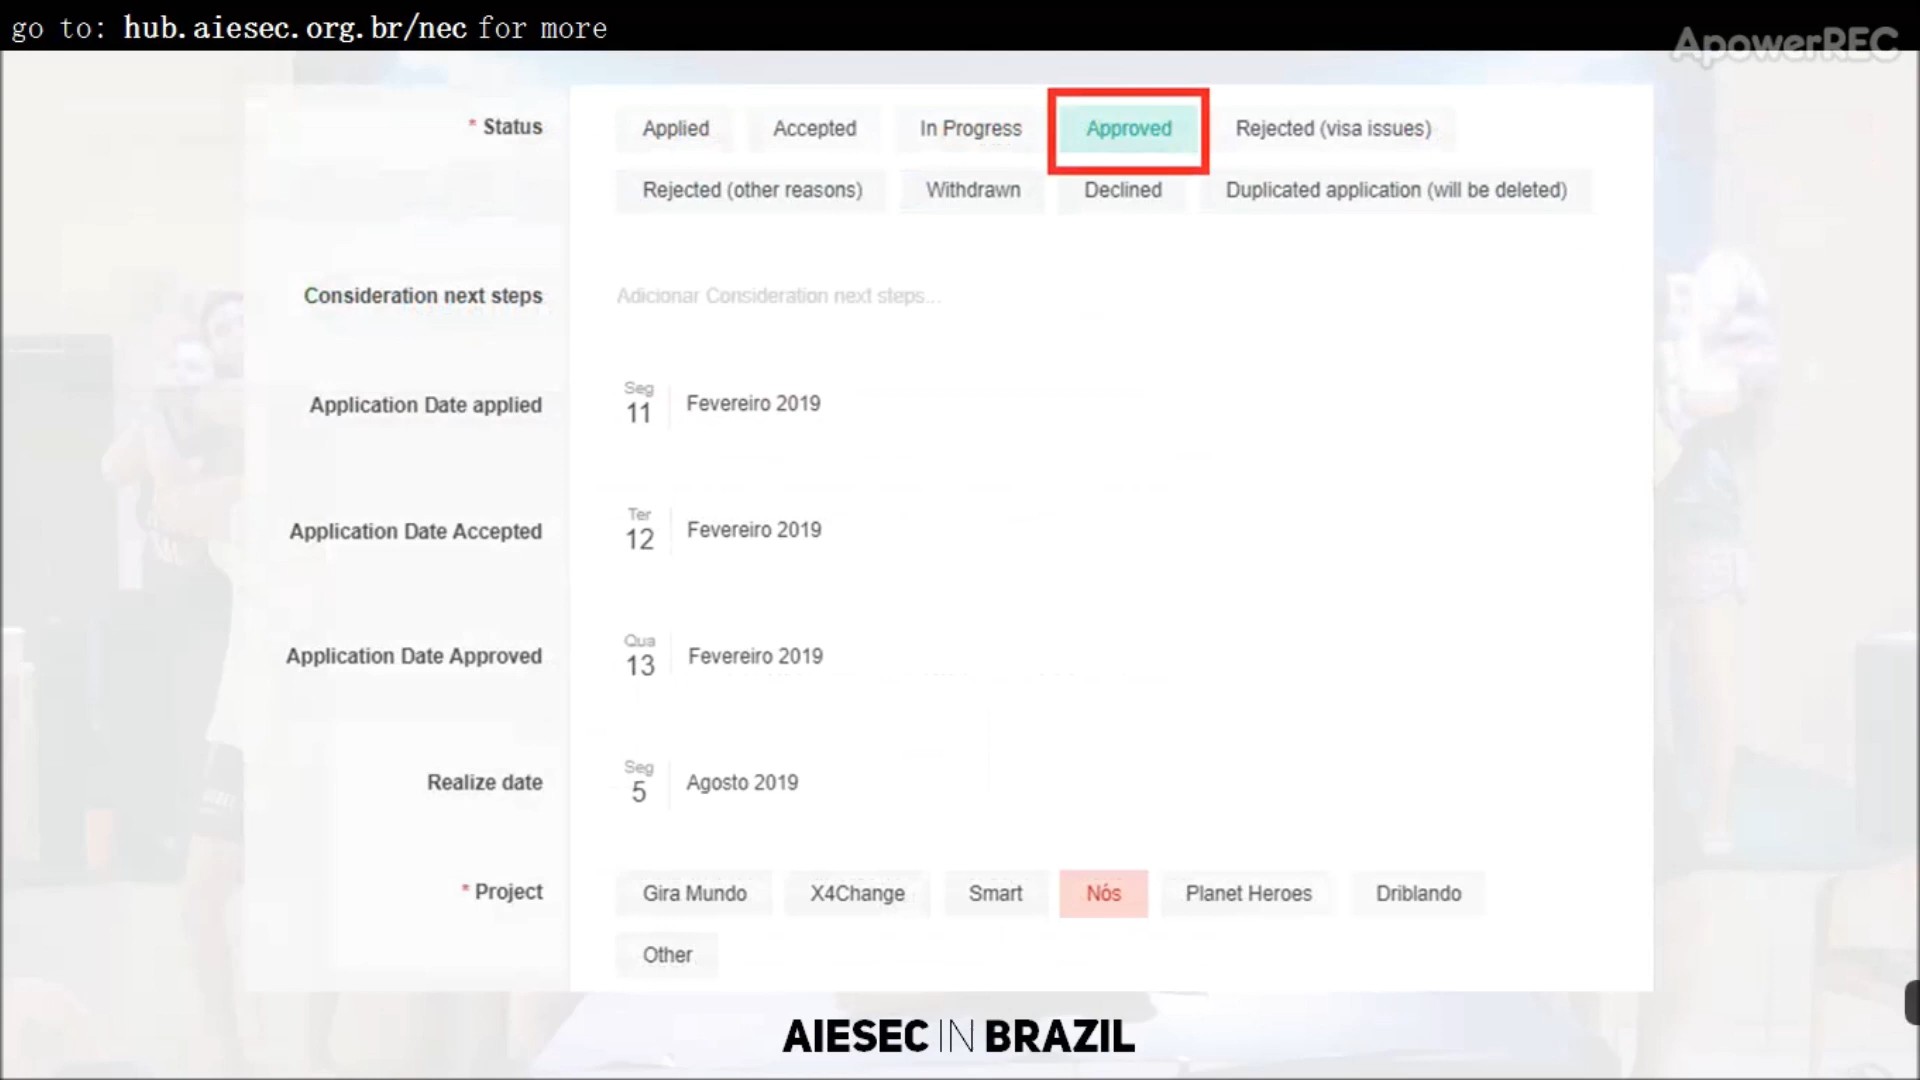 go to: hub.aiesec.org.br/nec for more
ApowerREC
* Status
Applied Accepted In Progress Approved Rejected (visa issues)
Rejected (other reasons) Withdrawn Declined Duplicated application (will be deleted)
Consideration next steps Adicionar Consideration next steps...
Application Date applied Seg 11 Fevereiro 2019
Application Date Accepted Ter 12 Fevereiro 2019
Application Date Approved Qua 13 Fevereiro 2019
Realize date Seg 5 Agosto 2019
* Project Gira Mundo X4Change Smart Nós Planet Heroes Driblando
Other
AIESEC IN BRAZIL